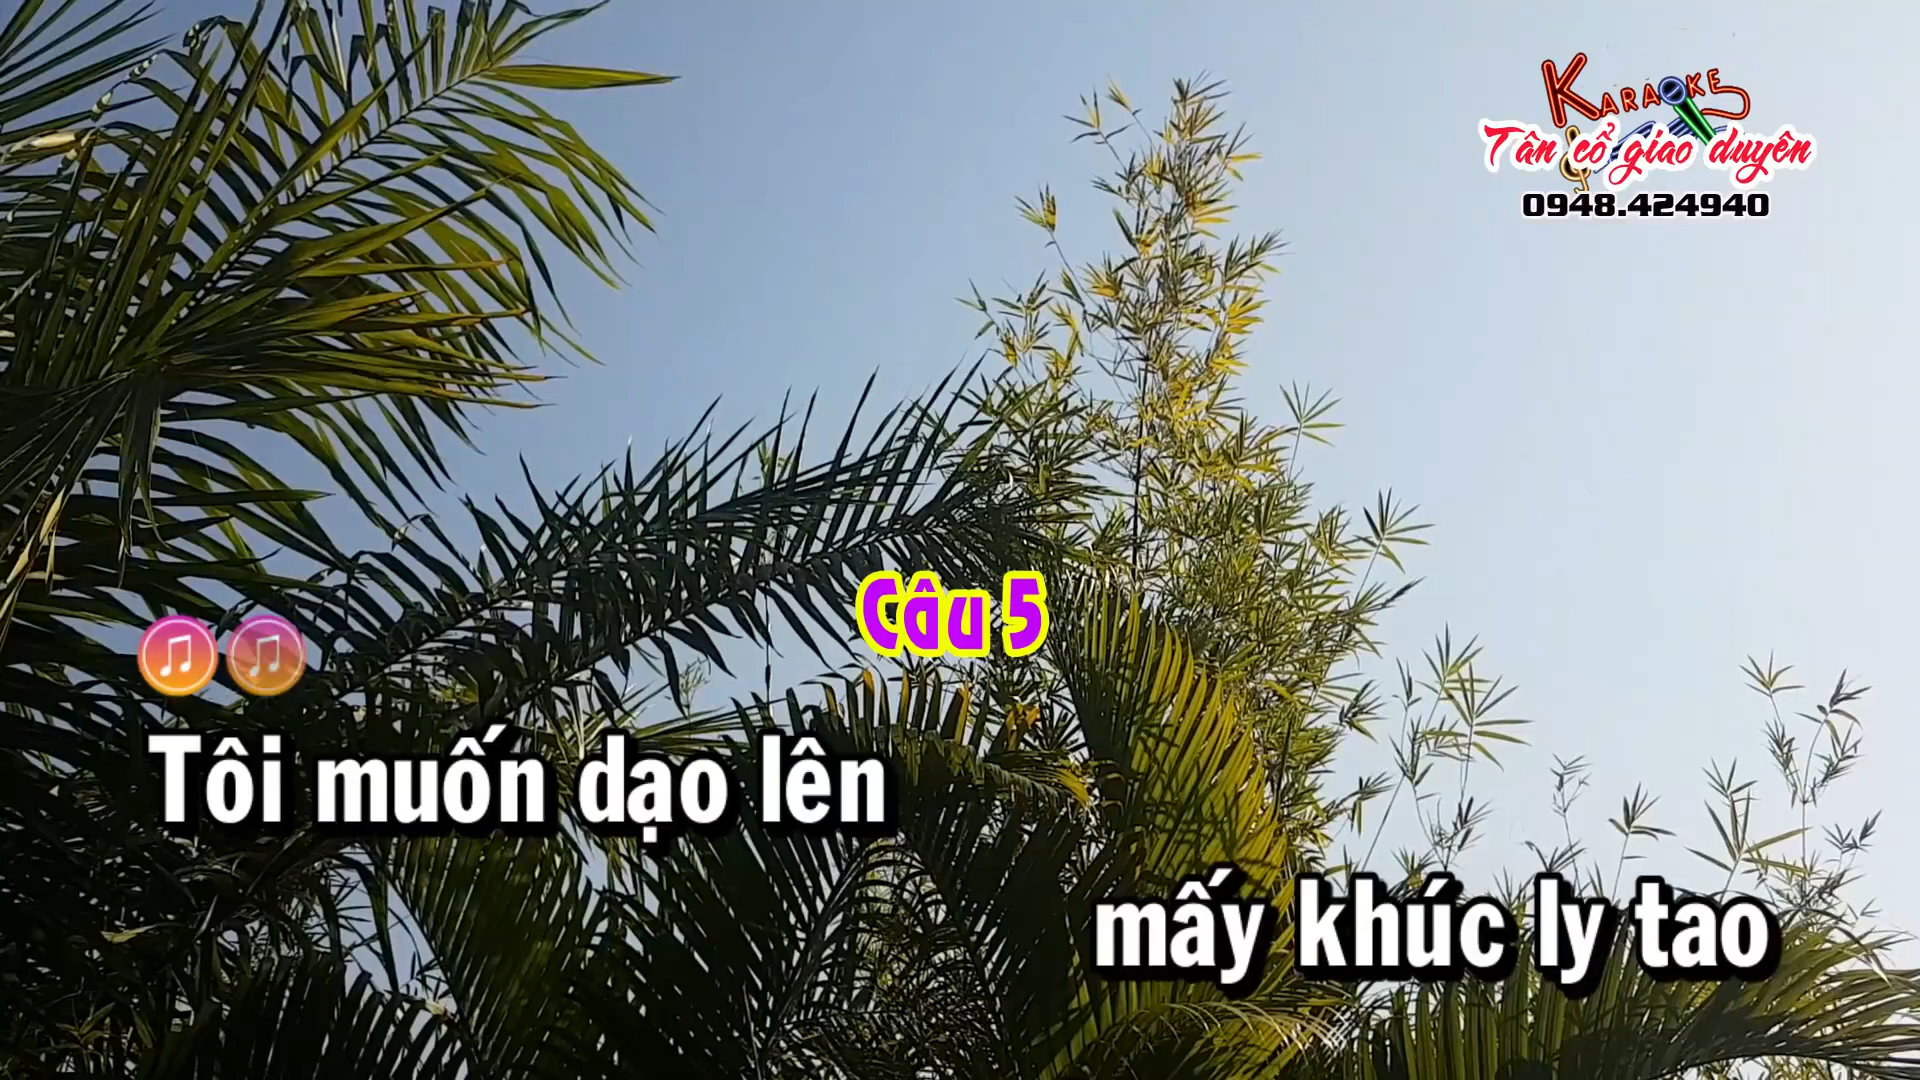 KARAOKE
Tân cổ giao duyên
0948.424940
Câu 5
Tôi muốn dạo lên
mấy khúc ly tao